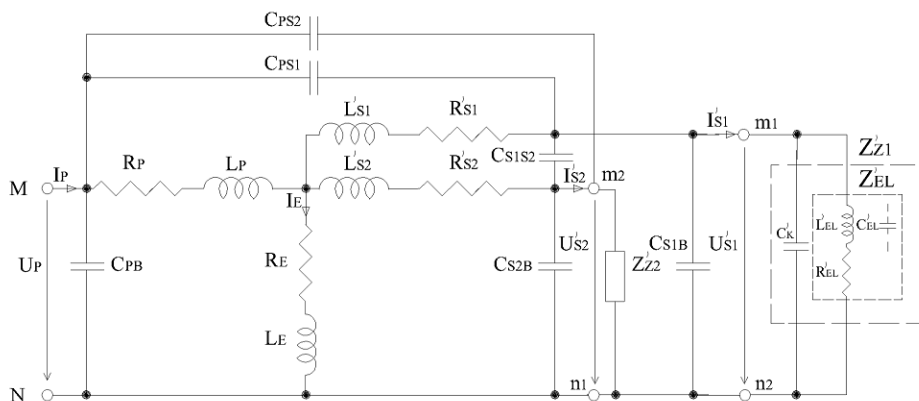 CPS2
CPS1
L'S1 R'S1 I'S1 m1
IP RP LP L'S2 R'S2 CS1S2 I'S2 m2 Z'Z1
M Z'EL
IE
UP CPB RE CS2B U'S2 Z'Z2 CS1B U'S1 C'K L'EL C'EL
R'EL
LE
N n1 n2